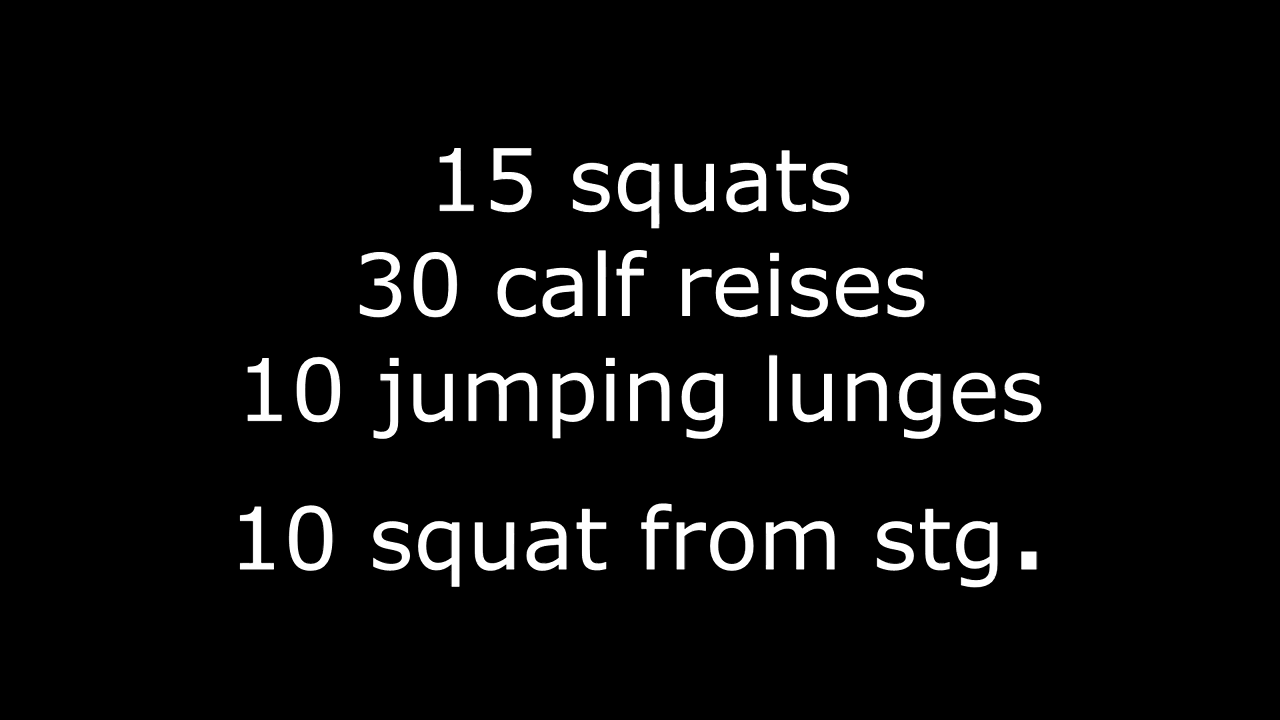 15 squats
30 calf reises
10 jumping lunges
10 squat from stg.